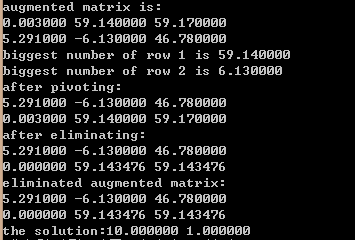 augmented matrix is:
0.003000 59.140000 59.170000
5.291000 -6.130000 46.780000
biggest number of row 1 is 59.140000
biggest number of row 2 is 6.130000
after pivoting:
5.291000 -6.130000 46.780000
0.003000 59.140000 59.170000
after eliminating:
5.291000 -6.130000 46.780000
0.000000 59.143476 59.143476
eliminated augmented matrix:
5.291000 -6.130000 46.780000
0.000000 59.143476 59.143476
the solution:10.000000 1.000000